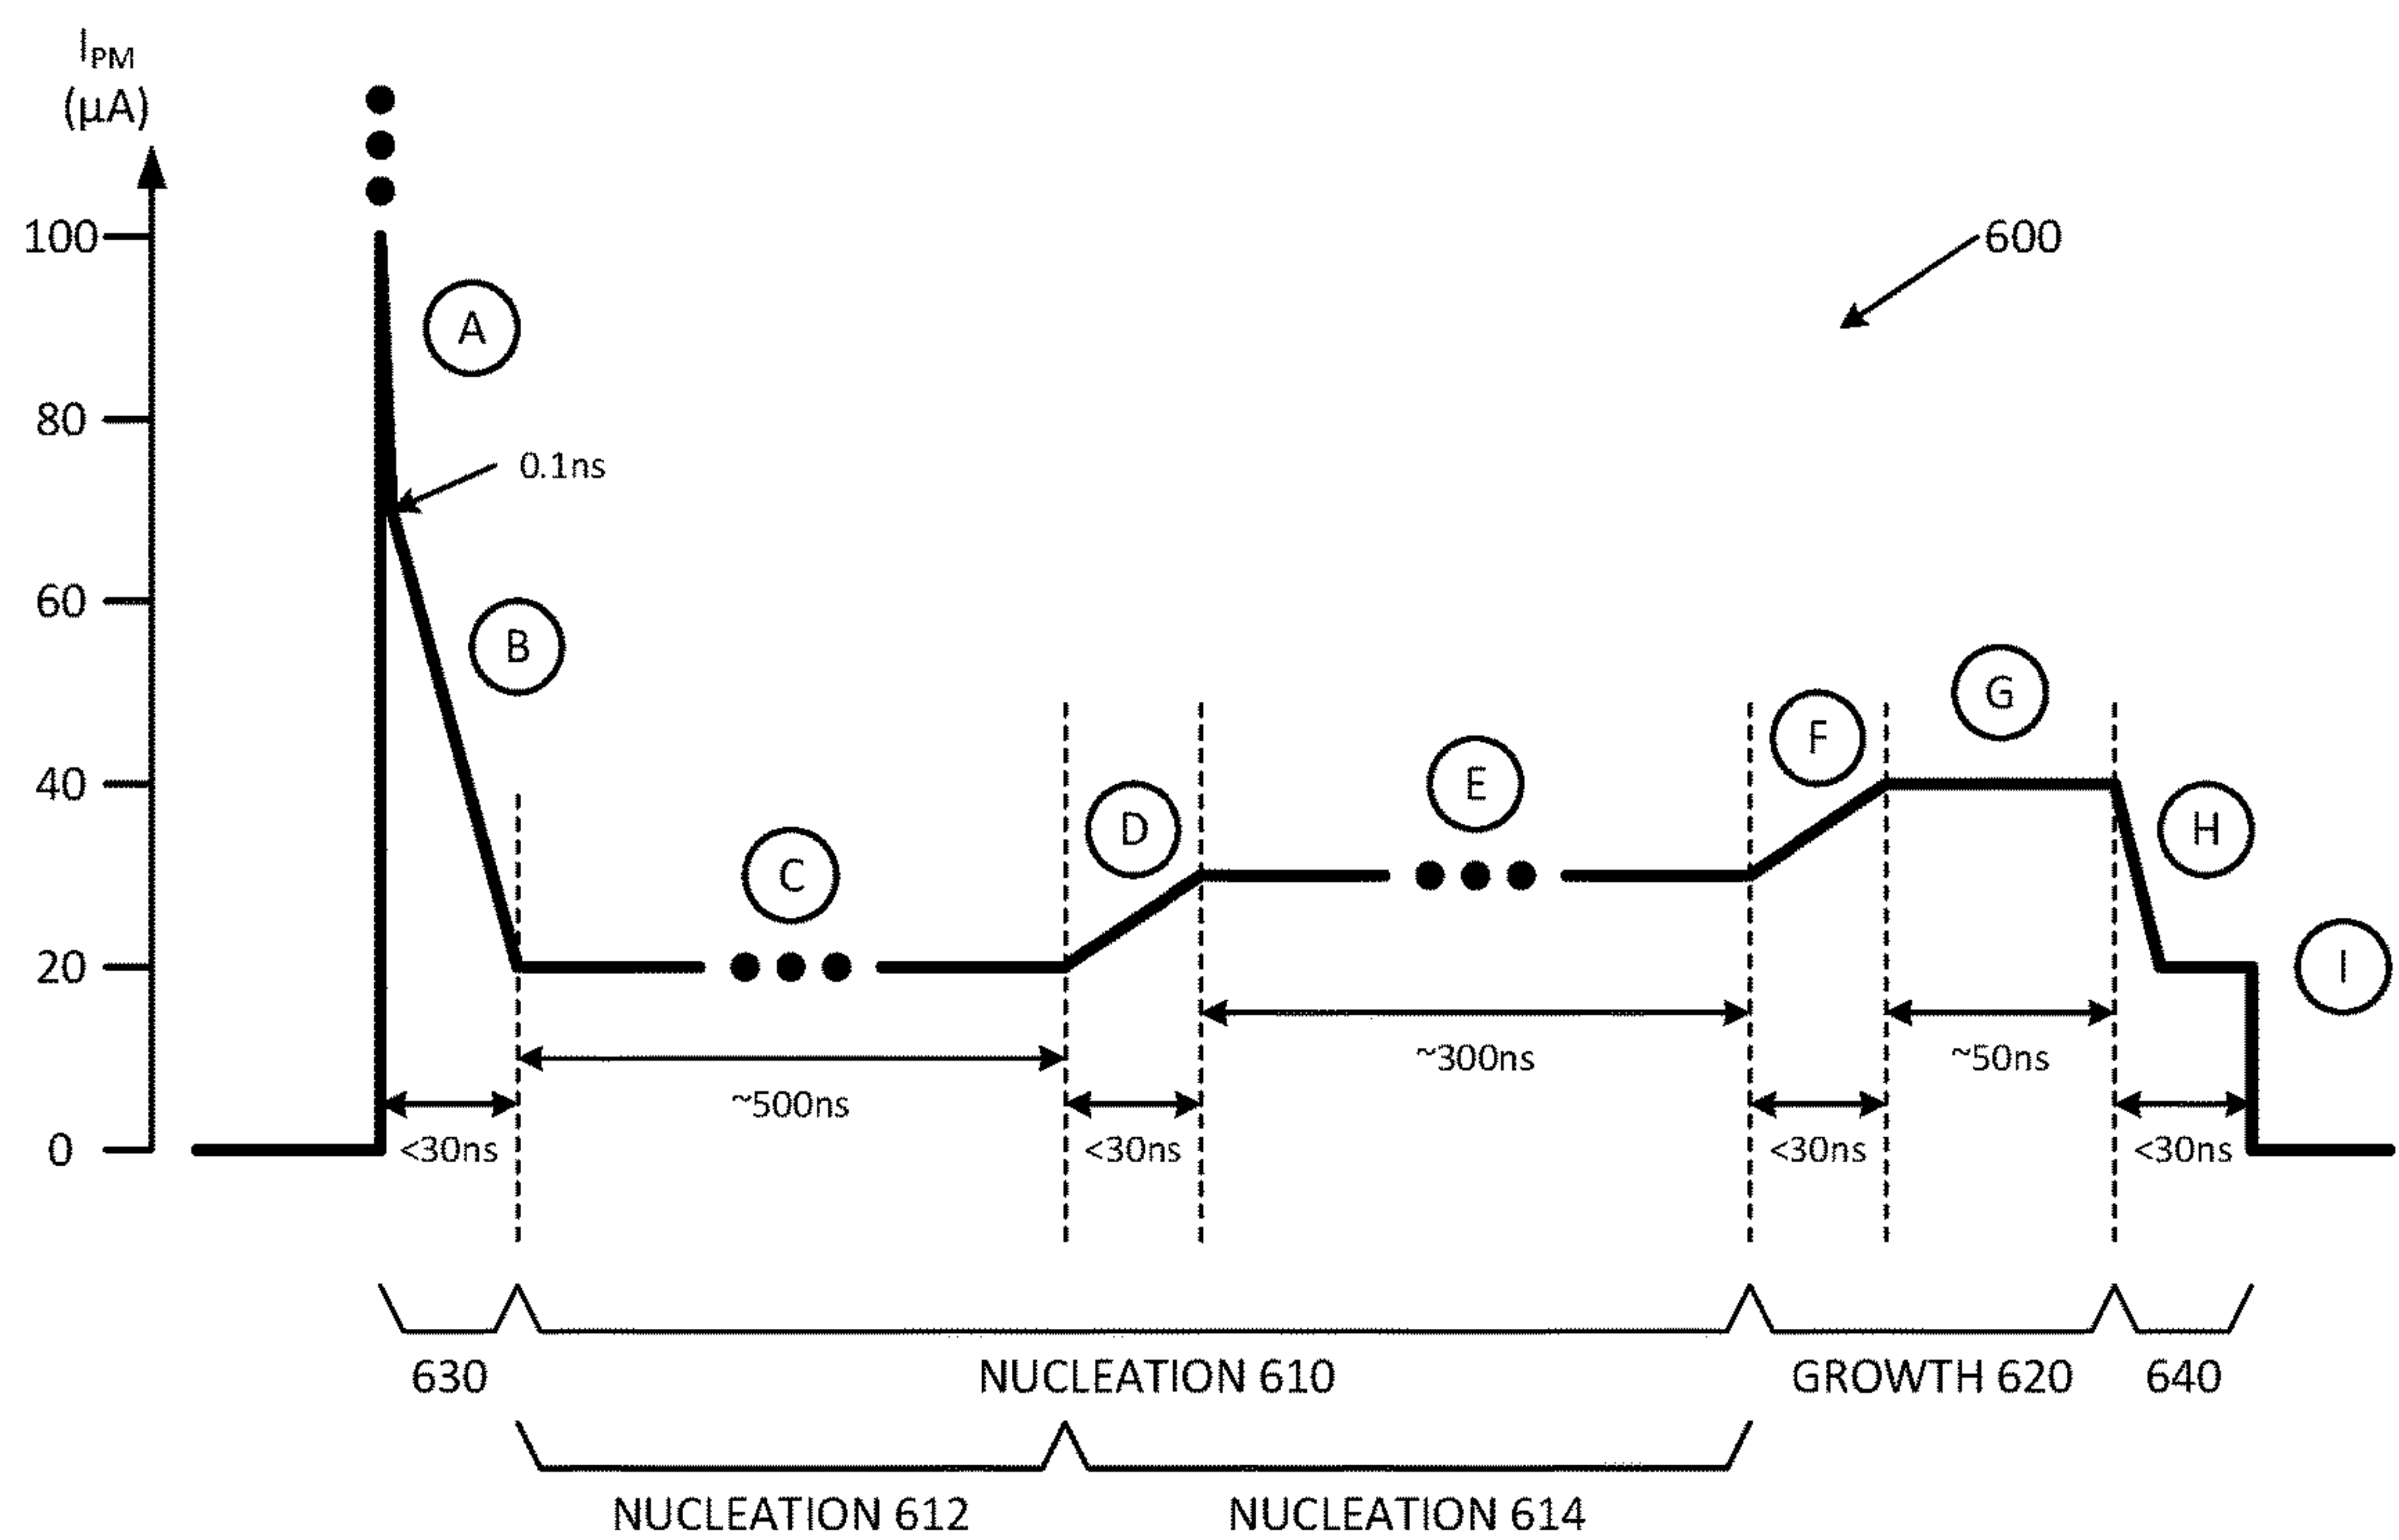 I_PM
(µA)
100
80
60
40
20
0
600
A
0.1ns
B
C
D
E
F
G
H
I
~300ns
~50ns
~500ns
<30ns
<30ns
<30ns
<30ns
630
NUCLEATION 610
GROWTH 620
640
NUCLEATION 612
NUCLEATION 614